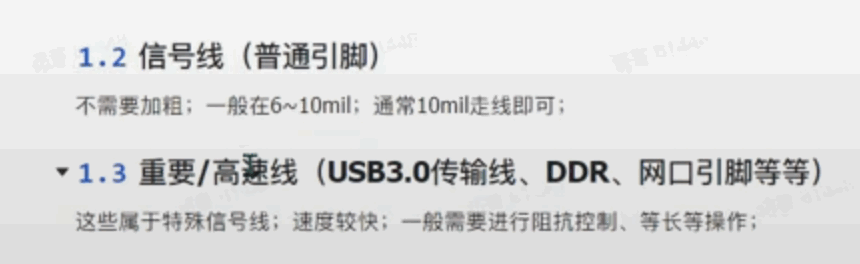 1.2 信号线（普通引脚）
不需要加粗；一般在6~10mil；通常10mil走线即可；
1.3 重要/高速线（USB3.0传输线、DDR、网口引脚等等）
这些属于特殊信号线；速度较快；一般需要进行阻抗控制、等长等操作；